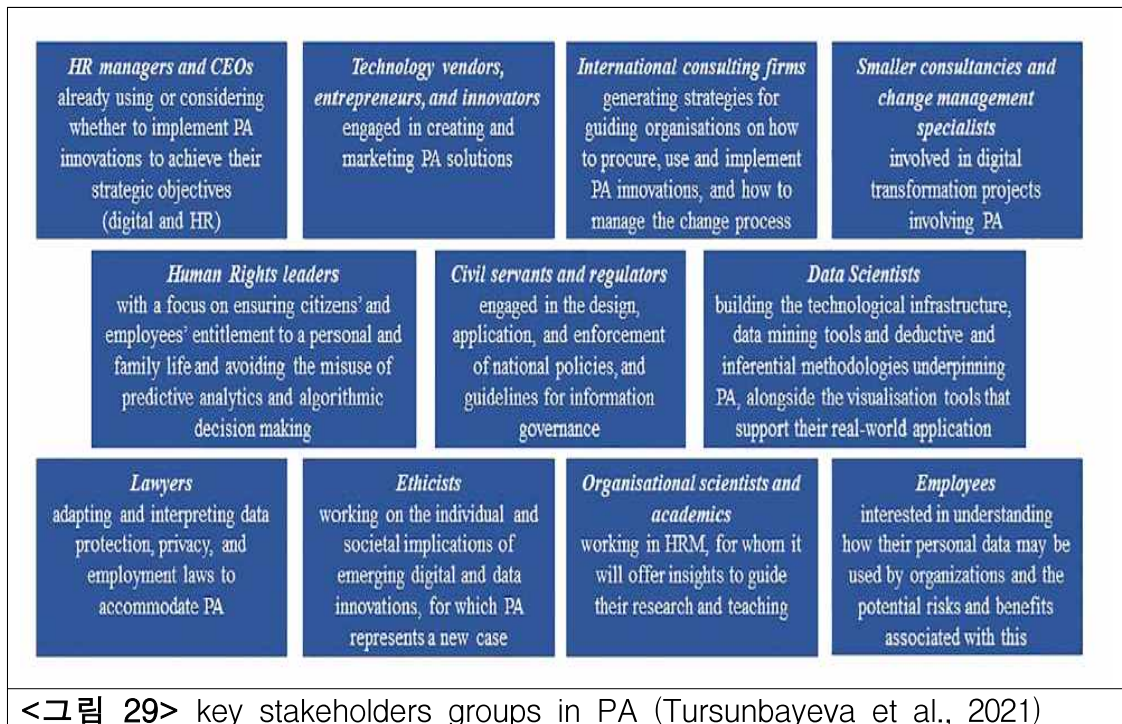 HR managers and CEOs
already using or considering
whether to implement PA
innovations to achieve their
strategic objectives
(digital and HR)
Technology vendors,
entrepreneurs, and innovators
engaged in creating and
marketing PA solutions
International consulting firms
generating strategies for
guiding organisations on how
to procure, use and implement
PA innovations, and how to
manage the change process
Smaller consultancies and
change management
specialists
involved in digital
transformation projects
involving PA
Human Rights leaders
with a focus on ensuring citizens' and
employees' entitlement to a personal and
family life and avoiding the misuse of
predictive analytics and algorithmic
decision making
Civil servants and regulators
engaged in the design,
application, and enforcement
of national policies, and
guidelines for information
governance
Data Scientists
building the technological infrastructure,
data mining tools and deductive and
inferential methodologies underpinning
PA, alongside the visualisation tools that
support their real-world application
Lawyers
adapting and interpreting data
protection, privacy, and
employment laws to
accommodate PA
Ethicists
working on the individual and
societal implications of
emerging digital and data
innovations, for which PA
represents a new case
Organisational scientists and
academics
working in HRM, for whom it
will offer insights to guide
their research and teaching
Employees
interested in understanding
how their personal data may be
used by organizations and the
potential risks and benefits
associated with this
<그림 29> key stakeholders groups in PA (Tursunbayeva et al., 2021)